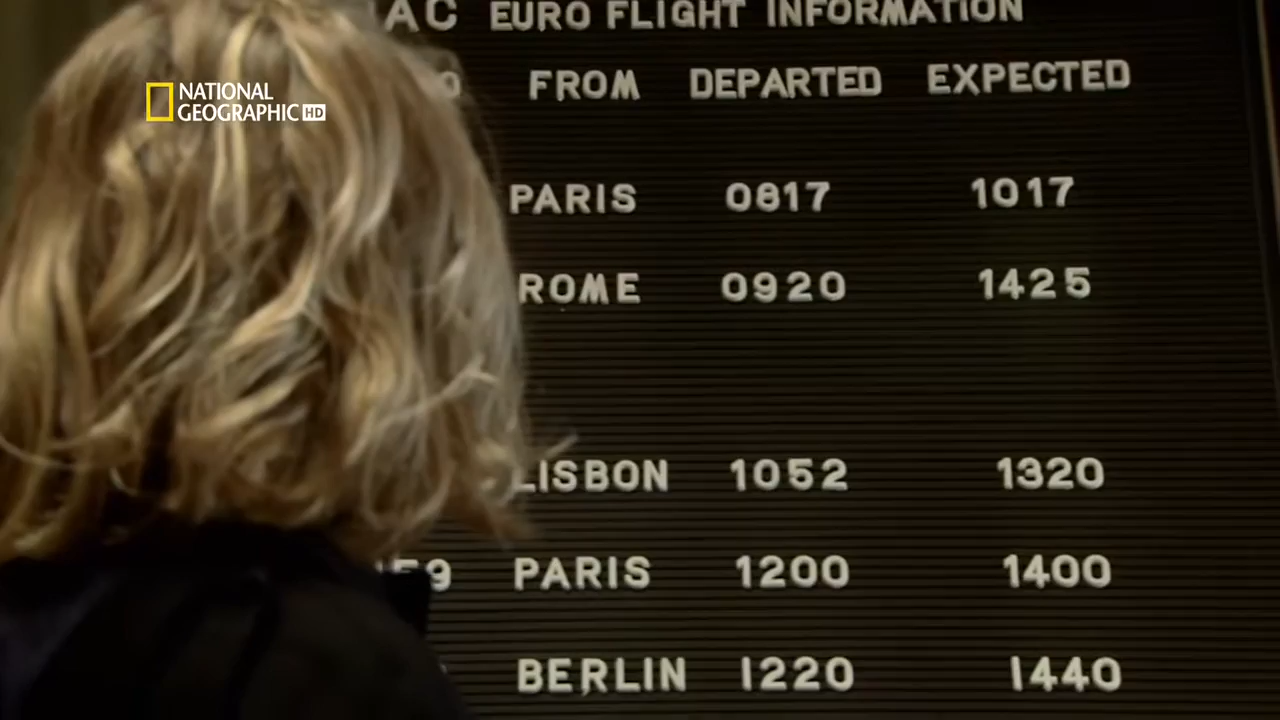 EURO FLIGHT INFORMATION
NATIONAL GEOGRAPHIC HD
FROM DEPARTED EXPECTED
PARIS 0817 1017
ROME 0920 1425
LISBON 1052 1320
PARIS 1200 1400
BERLIN 1220 1440